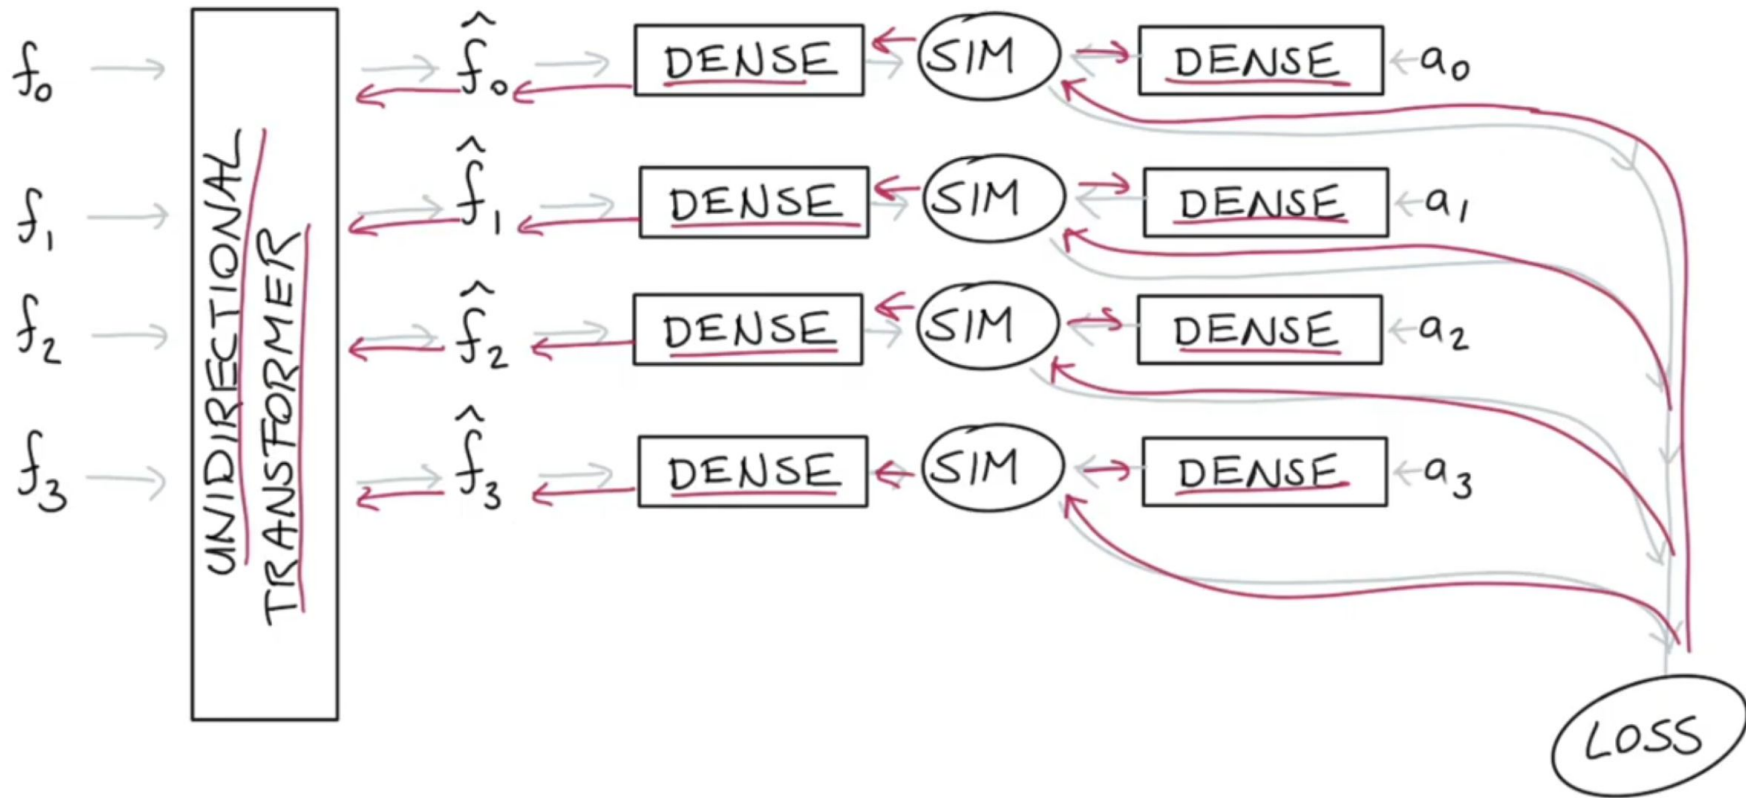 f₀ f̂₀ DENSE SIM DENSE a₀
f₁ f̂₁ DENSE SIM DENSE a₁
f₂ f̂₂ DENSE SIM DENSE a₂
f₃ f̂₃ DENSE SIM DENSE a₃
UNIDIRECTIONAL
TRANSFORMER
LOSS